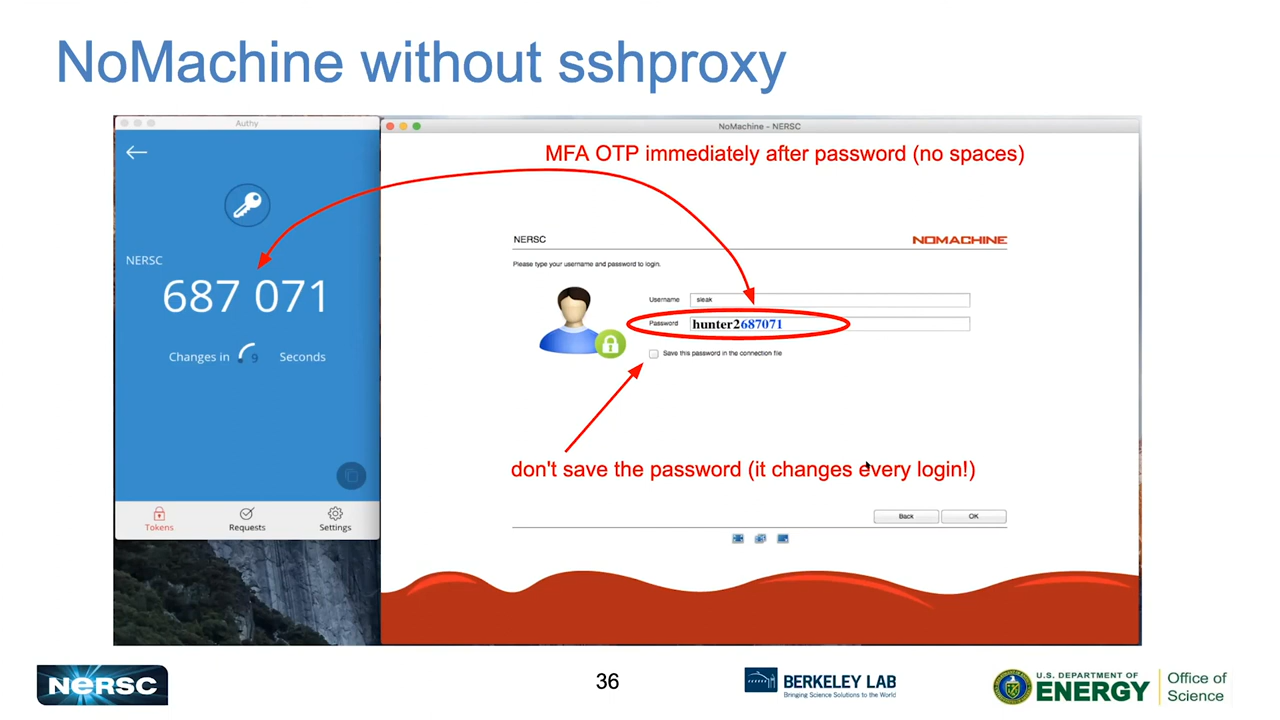 NoMachine without sshproxy
Authy
NERSC
687 071
Changes in 9 Seconds
Tokens Requests Settings
NoMachine - NERSC
MFA OTP immediately after password (no spaces)
NERSC
NOMACHINE
Please type your username and password to login.
Username sleak
Password hunter2687071
Save this password in the connection file
don't save the password (it changes every login!)
Back OK
NERSC
36
BERKELEY LAB
Bringing Science Solutions to the World
U.S. DEPARTMENT OF
ENERGY
Office of
Science